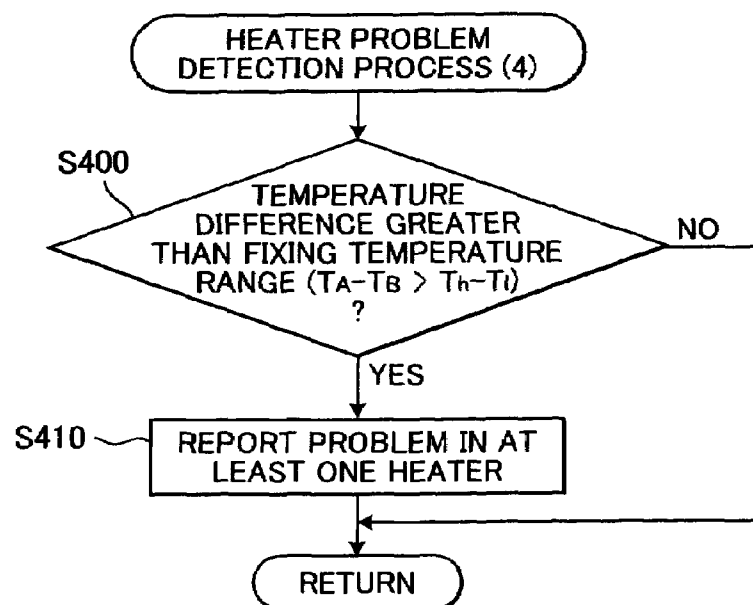 HEATER PROBLEM
DETECTION PROCESS (4)
S400
TEMPERATURE
DIFFERENCE GREATER
THAN FIXING TEMPERATURE
RANGE (TA-TB > Th-Tl)
?
NO
YES
S410
REPORT PROBLEM IN AT
LEAST ONE HEATER
RETURN